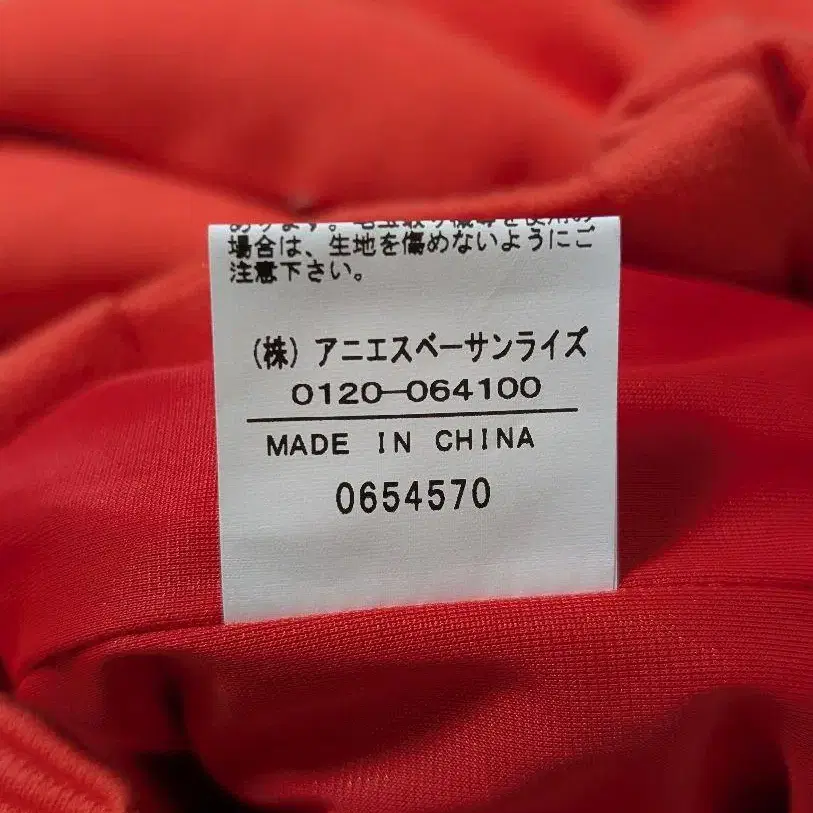 場合は、生地を傷めないようにご
注意下さい。
(株) アニエスベーサンライズ
0120-064100
MADE IN CHINA
0654570